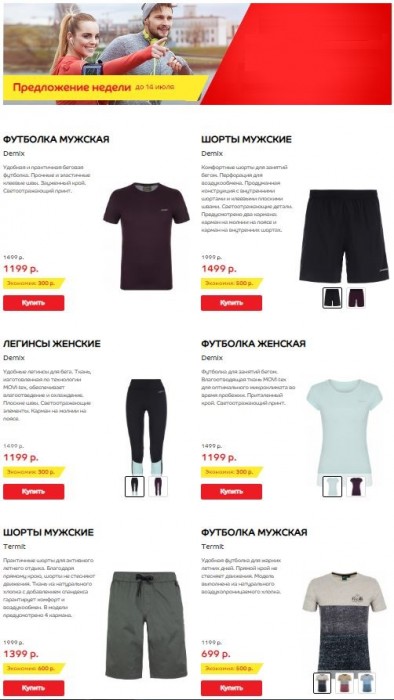 Предложение недели до 14 июля
ФУТБОЛКА МУЖСКАЯ
Demix
Удобная и практичная беговая
футболка. Прочные и эластичные
клеевые швы. Зауженный крой.
Светоотражающий принт.
1499 р.
1199 р.
Экономия: 300 р.
Купить
ШОРТЫ МУЖСКИЕ
Demix
Комфортные шорты для занятий
бегом. Перфорация для
воздухообмена. Продуманная
конструкция с внутренними
шортами и клеевыми плоскими
швами. Светоотражающие детали.
Предусмотрено два кармана:
карман на молнии на поясе и
карман на внутренних шортах.
1999 р.
1499 р.
Экономия: 500 р.
Купить
ЛЕГИНСЫ ЖЕНСКИЕ
Demix
Удобные легинсы для бега. Ткань,
изготовленная по технологии
MOVI-tex, обеспечивает
влагоотведение и охлаждение.
Плоские швы. Светоотражающие
элементы. Карман на молнии на
поясе.
1499 р.
1199 р.
Экономия: 300 р.
Купить
ФУТБОЛКА ЖЕНСКАЯ
Demix
Футболка для занятий бегом.
Влагоотводящая ткань MOVI-tex
для оптимального микроклимата во
время пробежки. Приталенный
крой. Светоотражающий принт.
1499 р.
1199 р.
Экономия: 300 р.
Купить
ШОРТЫ МУЖСКИЕ
Termit
Практичные шорты для активного
летнего отдыха. Благодаря
прямому крою, шорты не стесняют
движения. Ткань из натурального
хлопка с добавлением эластана
гарантирует комфорт и
воздухообмен. В модели
предусмотрено 4 кармана.
1999 р.
1399 р.
Экономия: 600 р.
Купить
ФУТБОЛКА МУЖСКАЯ
Termit
Удобная футболка для жарких
летних дней. Прямой крой не
стесняет движения. Модель
выполнена из натурального
воздухопроницаемого хлопка.
1199 р.
699 р.
Экономия: 500 р.
Купить